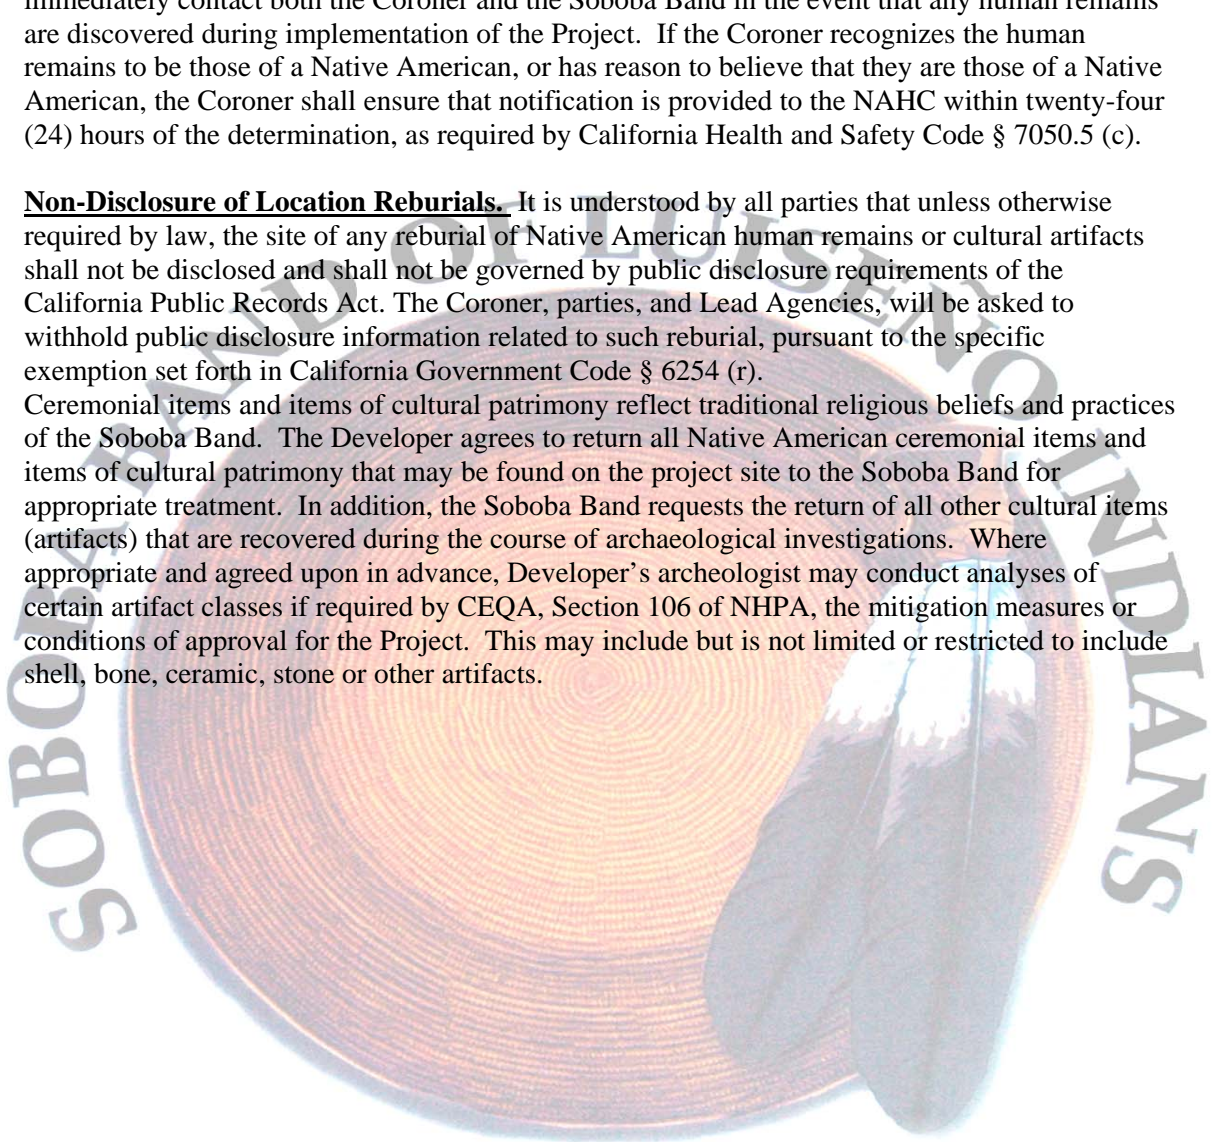 immediately contact both the Coroner and the Soboba Band in the event that any human remains
are discovered during implementation of the Project.  If the Coroner recognizes the human
remains to be those of a Native American, or has reason to believe that they are those of a Native
American, the Coroner shall ensure that notification is provided to the NAHC within twenty-four
(24) hours of the determination, as required by California Health and Safety Code § 7050.5 (c).
Non-Disclosure of Location Reburials.  It is understood by all parties that unless otherwise
required by law, the site of any reburial of Native American human remains or cultural artifacts
shall not be disclosed and shall not be governed by public disclosure requirements of the
California Public Records Act. The Coroner, parties, and Lead Agencies, will be asked to
withhold public disclosure information related to such reburial, pursuant to the specific
exemption set forth in California Government Code § 6254 (r).
Ceremonial items and items of cultural patrimony reflect traditional religious beliefs and practices
of the Soboba Band.  The Developer agrees to return all Native American ceremonial items and
items of cultural patrimony that may be found on the project site to the Soboba Band for
appropriate treatment.  In addition, the Soboba Band requests the return of all other cultural items
(artifacts) that are recovered during the course of archaeological investigations.  Where
appropriate and agreed upon in advance, Developer’s archeologist may conduct analyses of
certain artifact classes if required by CEQA, Section 106 of NHPA, the mitigation measures or
conditions of approval for the Project.  This may include but is not limited or restricted to include
shell, bone, ceramic, stone or other artifacts.
SOBOBA BAND OF LUISEÑO INDIANS